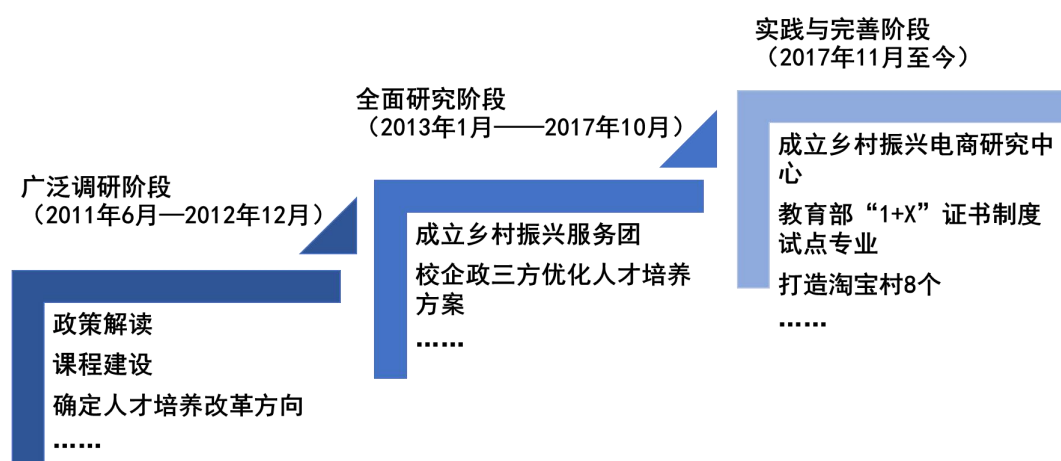 广泛调研阶段
（2011年6月—2012年12月）
政策解读
课程建设
确定人才培养改革方向
……
全面研究阶段
（2013年1月——2017年10月）
成立乡村振兴服务团
校企政三方优化人才培养
方案
……
实践与完善阶段
（2017年11月至今）
成立乡村振兴电商研究中
心
教育部“1+X”证书制度
试点专业
打造淘宝村8个
……